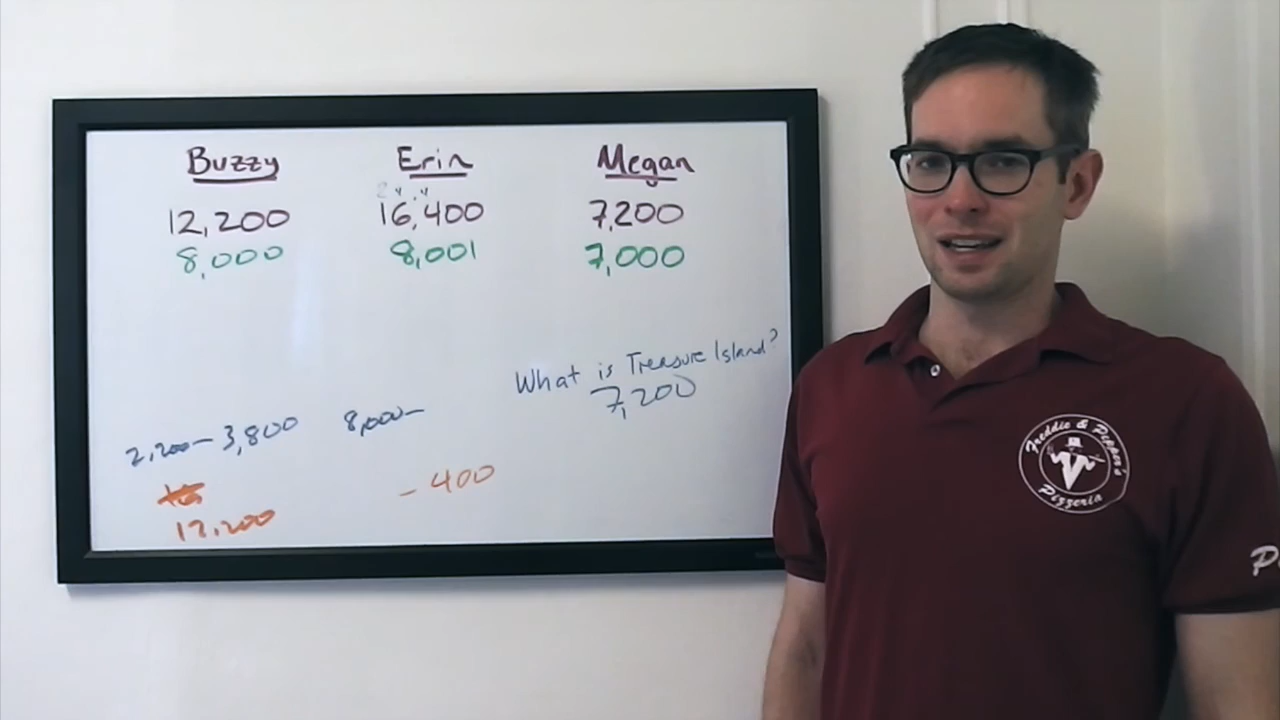 Buzzy Erin Megan
12,200 16,400 7,200
8,000 8,001 7,000
What is Treasure Island?
7,200
2,200- 3,800 8,000-
- 400
12,200
Freddie & Pepper's
Pizzeria